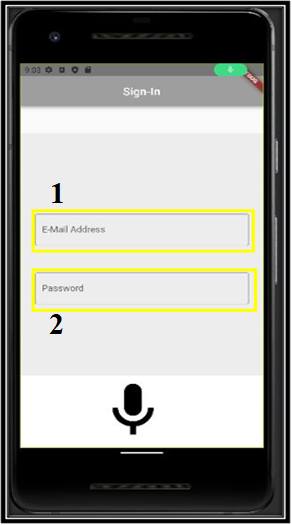 9:03
Sign-In
1
E-Mail Address
Password
2